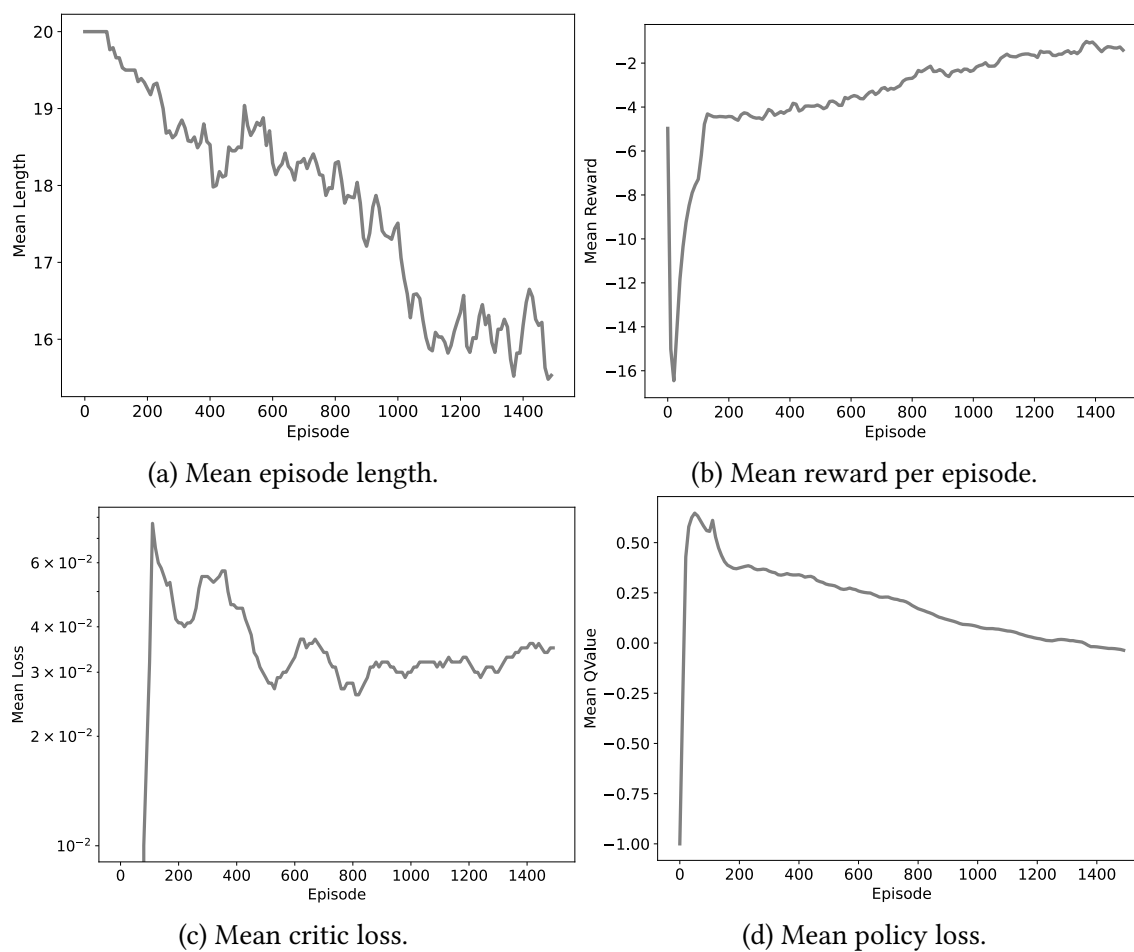 20
19
18
17
16
Mean Length
0 200 400 600 800 1000 1200 1400
Episode
(a) Mean episode length.
−2
−4
−6
−8
−10
−12
−14
−16
Mean Reward
0 200 400 600 800 1000 1200 1400
Episode
(b) Mean reward per episode.
6 × 10⁻²
4 × 10⁻²
3 × 10⁻²
2 × 10⁻²
10⁻²
Mean Loss
0 200 400 600 800 1000 1200 1400
Episode
(c) Mean critic loss.
0.50
0.25
0.00
−0.25
−0.50
−0.75
−1.00
Mean QValue
0 200 400 600 800 1000 1200 1400
Episode
(d) Mean policy loss.